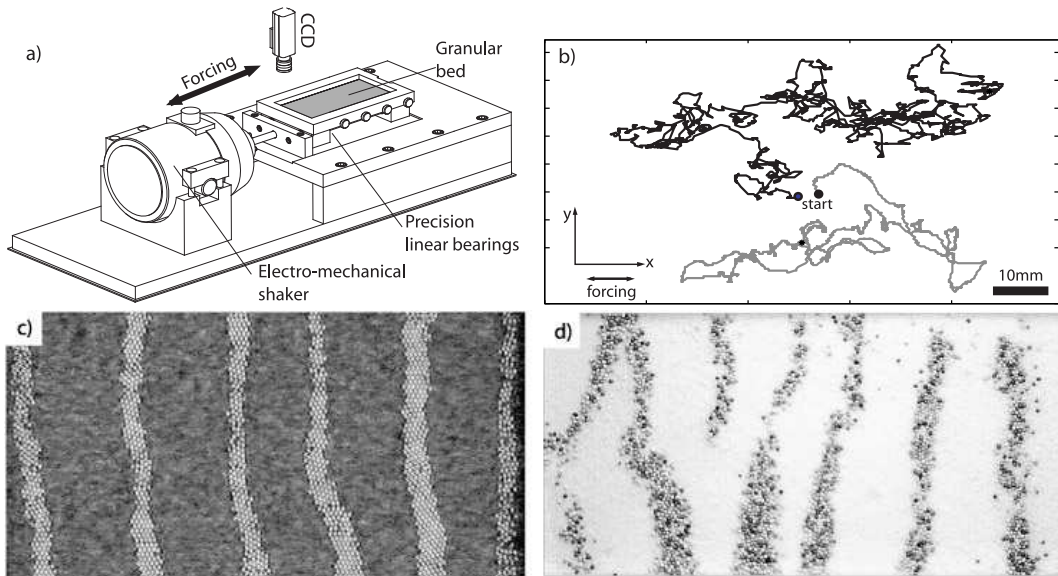 a)
CCD
Forcing
Granular
bed
Precision
linear bearings
Electro-mechanical
shaker
b)
start
y
x
forcing
10mm
c)
d)